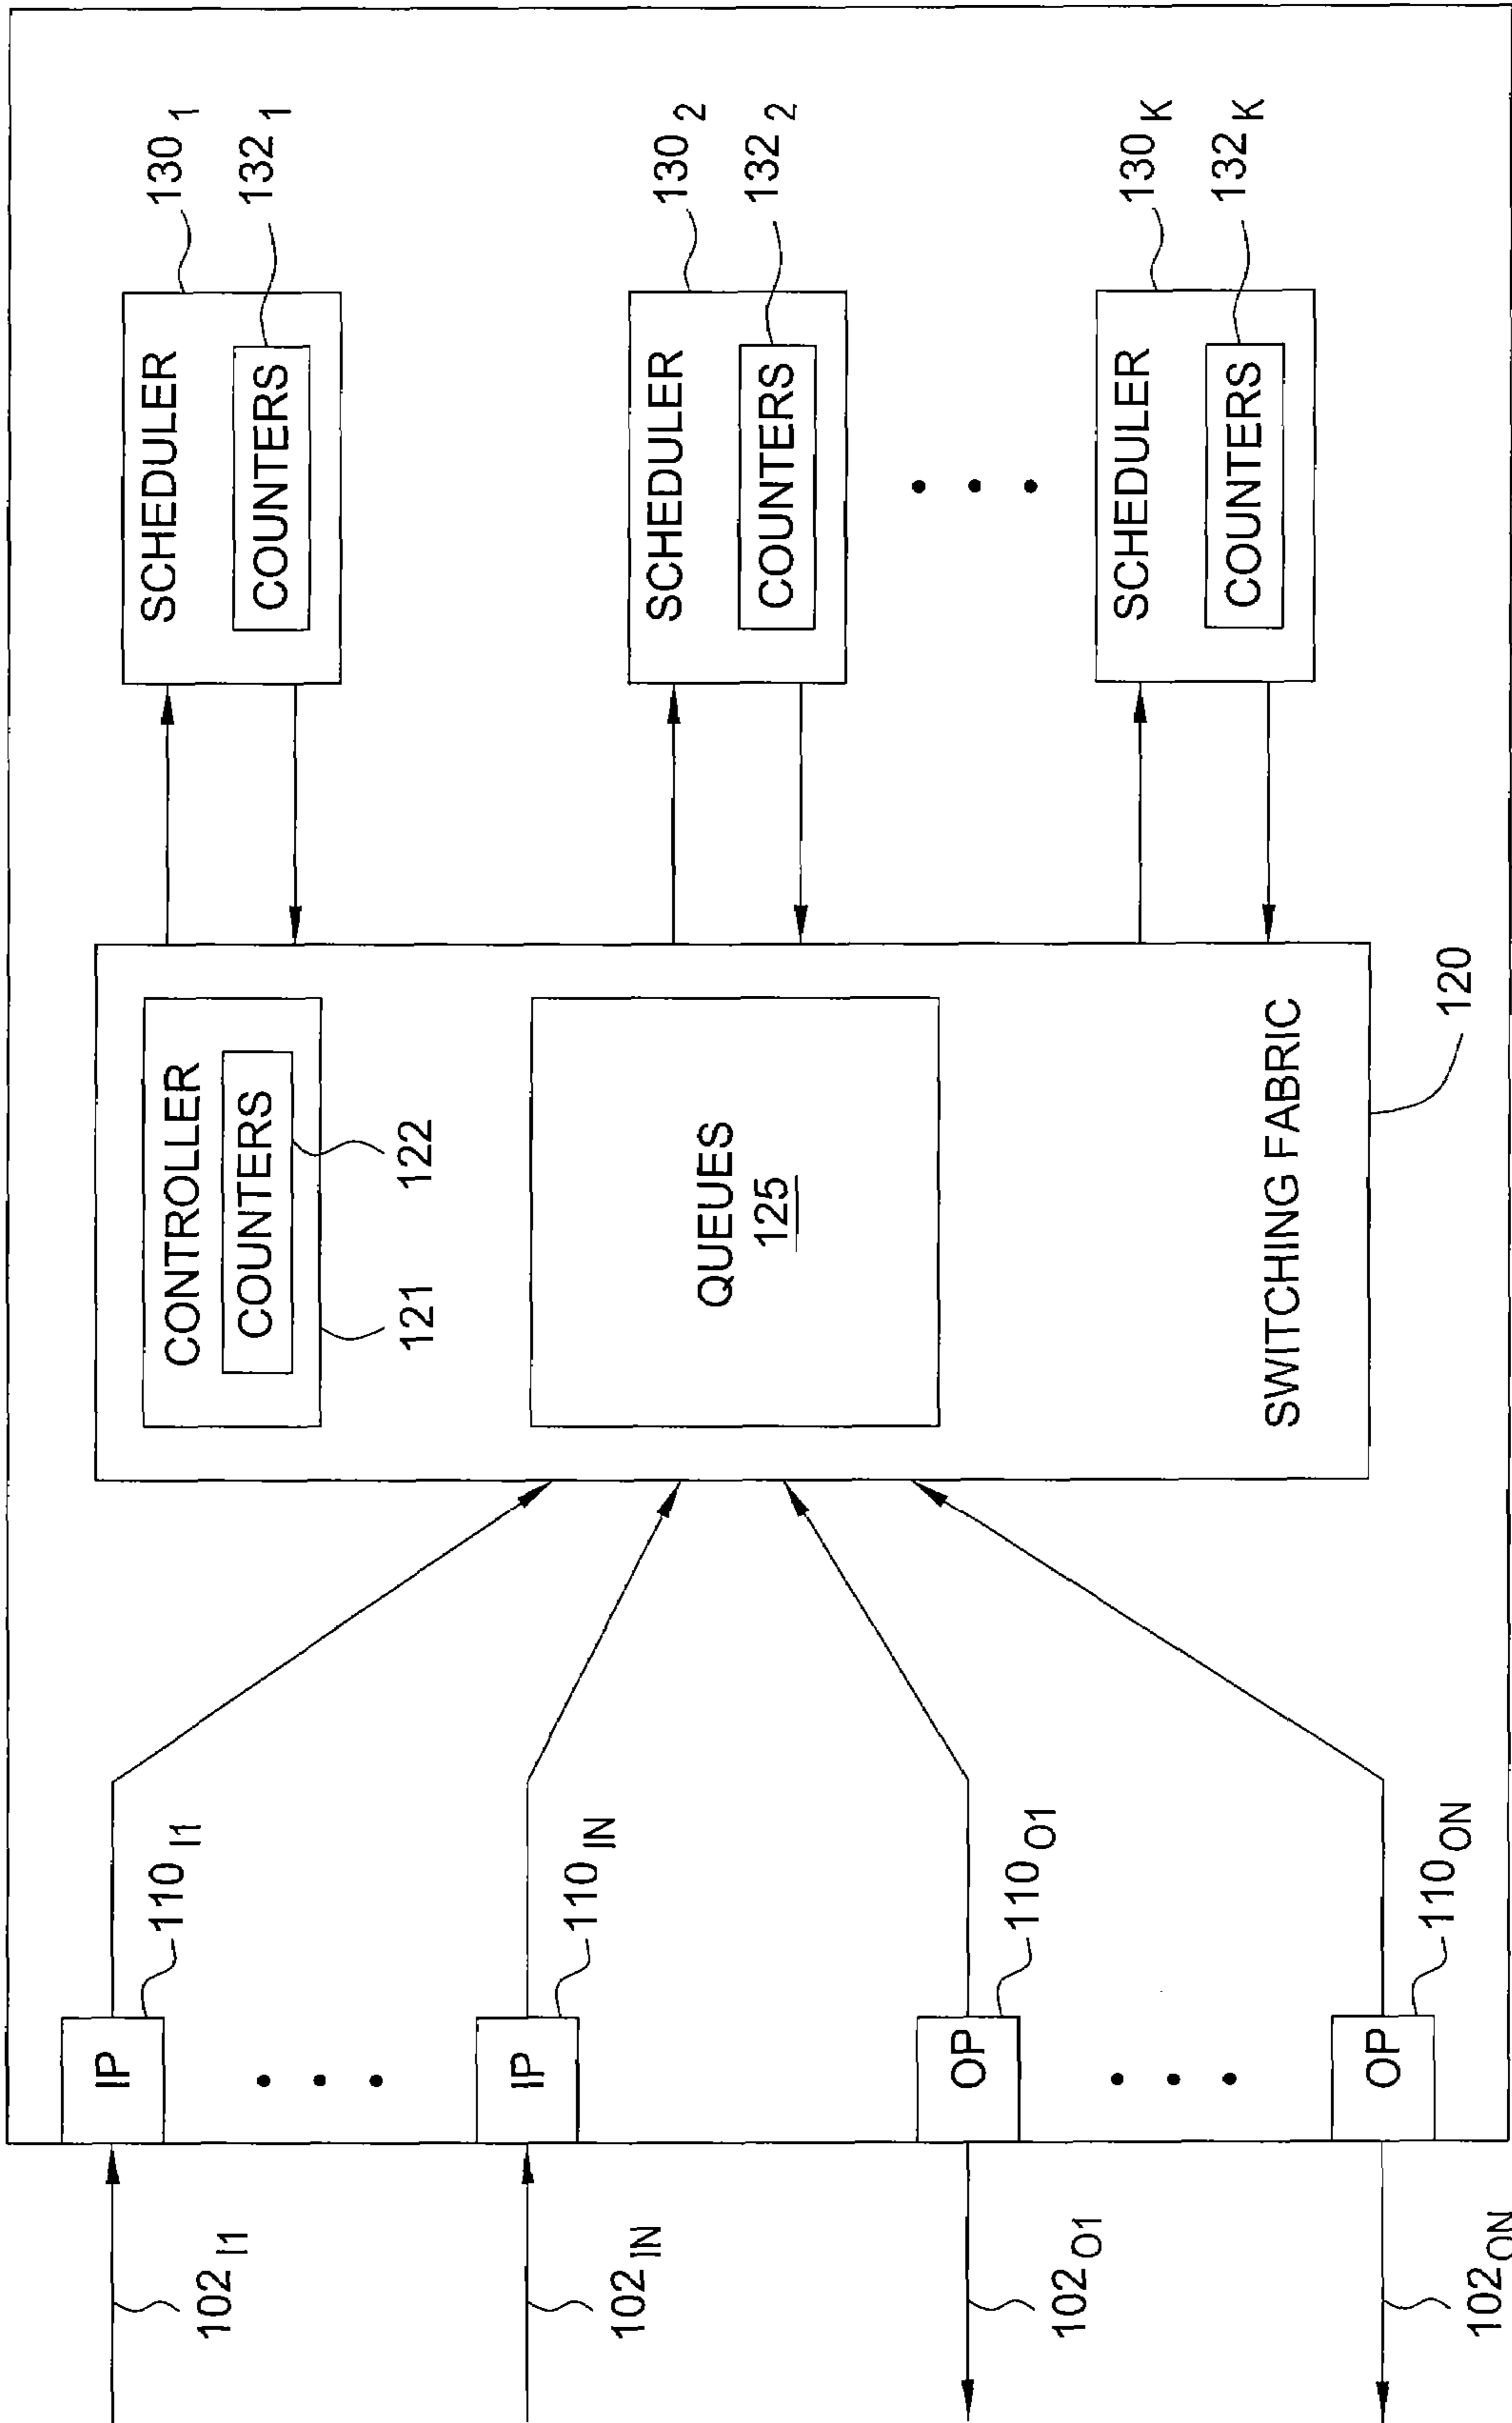 102 I1
102 IN
102 O1
102 ON
IP
110 I1
IP
110 IN
OP
110 O1
OP
110 ON
CONTROLLER
COUNTERS
121
122
QUEUES
125
SWITCHING FABRIC
120
SCHEDULER
COUNTERS
130 1
132 1
SCHEDULER
COUNTERS
130 2
132 2
SCHEDULER
COUNTERS
130 K
132 K